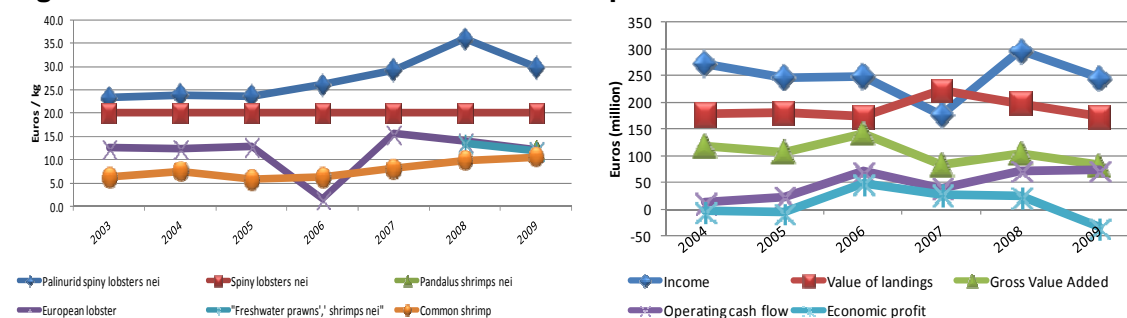 40.0
35.0
30.0
25.0
20.0
15.0
10.0
5.0
0.0
Euros / kg
2003 2004 2005 2006 2007 2008 2009
Palinurid spiny lobsters nei Spiny lobsters nei Pandalus shrimps nei
European lobster "Freshwater prawns',' shrimps nei" Common shrimp
350
300
250
200
150
100
50
0
-50
Euros (million)
2004 2005 2006 2007 2008 2009
Income Value of landings Gross Value Added
Operating cash flow Economic profit